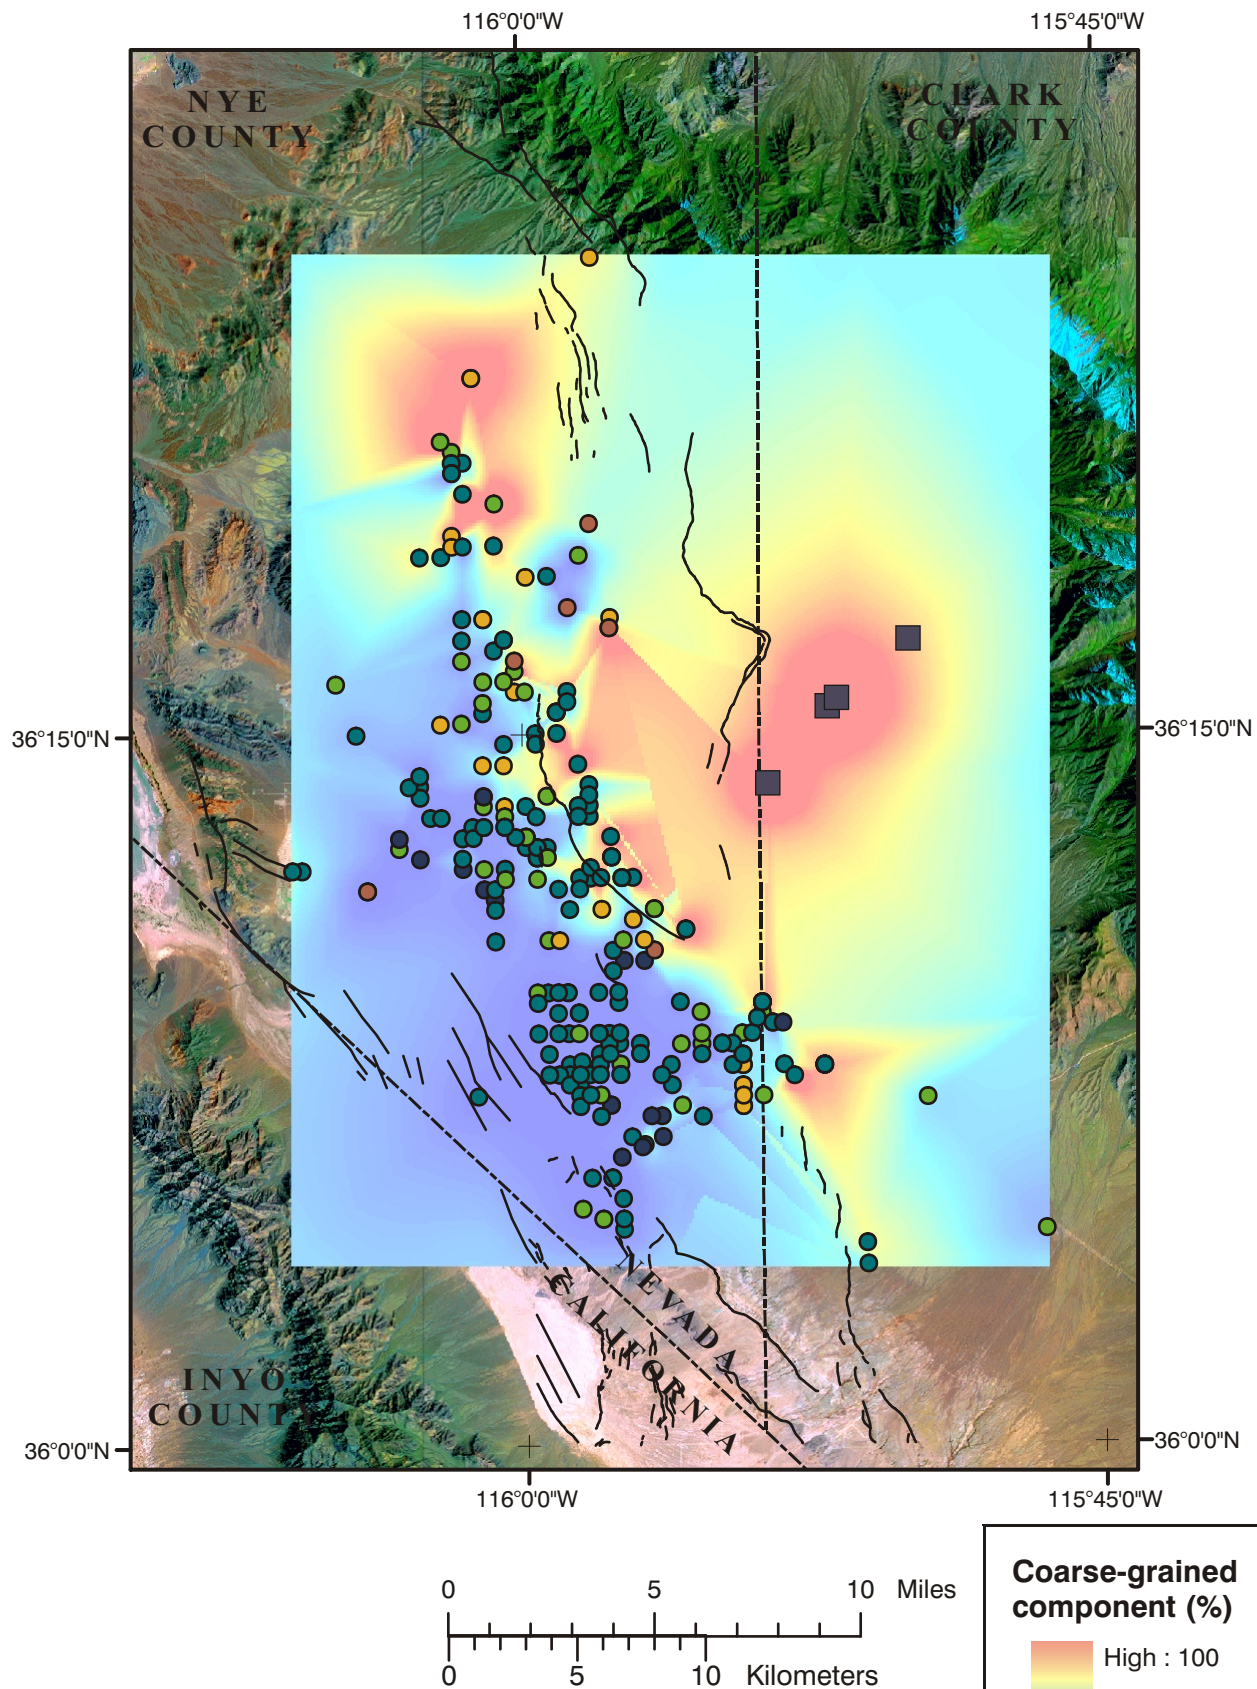 116°0'0"W 115°45'0"W
NYE
COUNTY
CLARK
COUNTY
36°15'0"N 36°15'0"N
NEVADA
CALIFORNIA
INYO
COUNTY
36°0'0"N 36°0'0"N
116°0'0"W 115°45'0"W
0 5 10 Miles
0 5 10 Kilometers
Coarse-grained
component (%)
High : 100